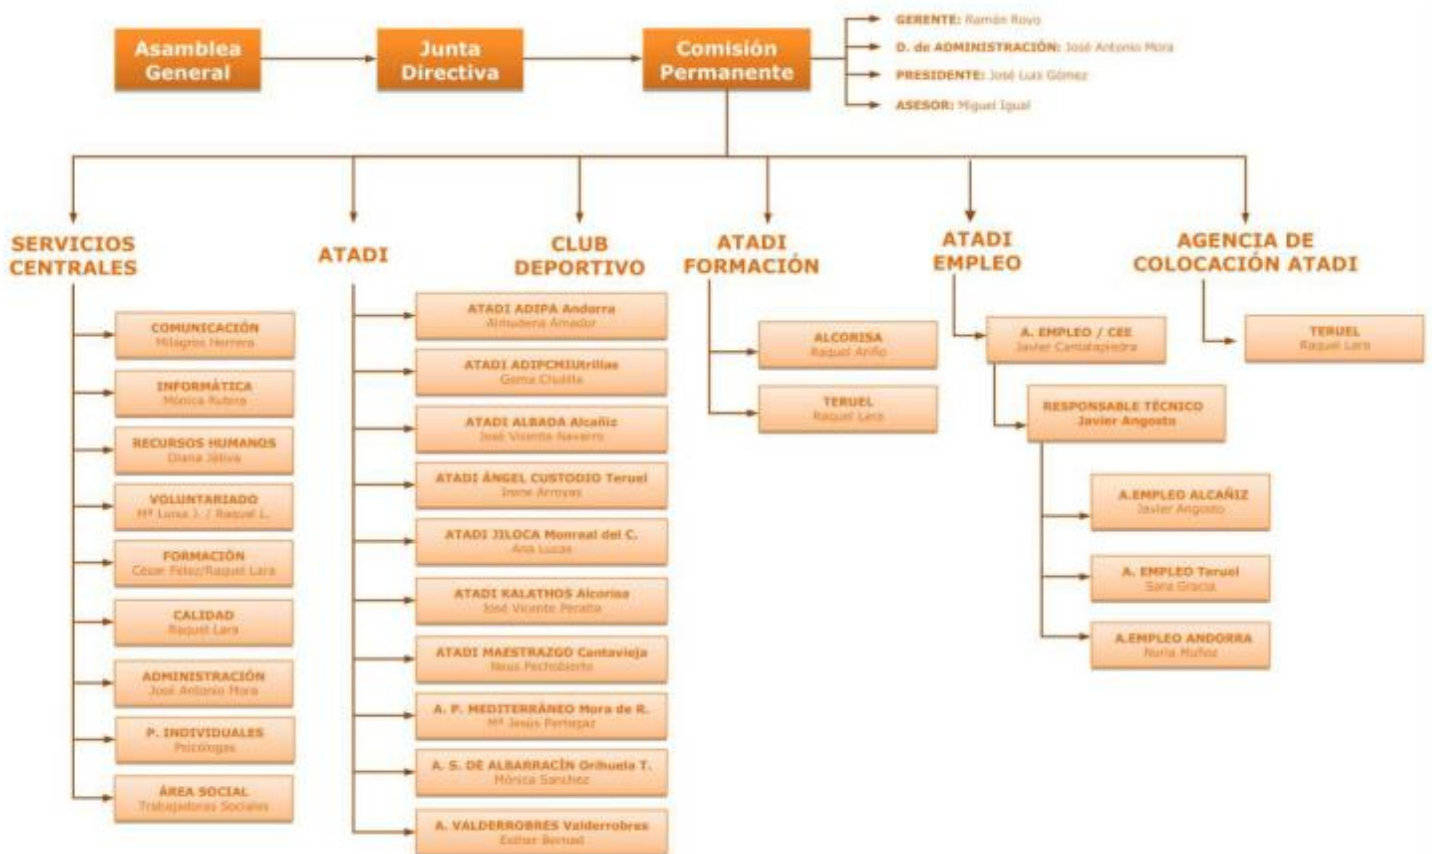 Asamblea
General
Junta
Directiva
Comisión
Permanente
GERENTE: Ramón Royo
D. de ADMINISTRACIÓN: José Antonio Mora
PRESIDENTE: José Luis Gómez
ASESOR: Miguel Igual
SERVICIOS
CENTRALES
COMUNICACIÓN
Milagros Herrera
INFORMÁTICA
Mónica
RECURSOS HUMANOS
Diana Játiva
VOLUNTARIADO
Mª Luisa J. / Raquel L.
FORMACIÓN
César Félez/Raquel Lara
CALIDAD
Raquel Lara
ADMINISTRACIÓN
José Antonio Mora
P. INDIVIDUALES
Psicólogas
ÁREA SOCIAL
Trabajadoras Sociales
ATADI
CLUB
DEPORTIVO
ATADI ADIPA Andorra
Almudena Amador
ATADI ADIPCMIUtrillas
Gema Chulilla
ATADI ALBADA Alcañiz
José Vicente Navarro
ATADI ÁNGEL CUSTODIO Teruel
Irene Arroyas
ATADI JILOCA Monreal del C.
Ana Lucas
ATADI KALATHOS Alcorisa
José Vicente Peralta
ATADI MAESTRAZGO Cantavieja
Neus
A. P. MEDITERRÁNEO Mora de R.
Mª Jesús Pertegaz
A. S. DE ALBARRACÍN Orihuela T.
Mónica Sanchez
A. VALDERROBRES Valderrobres
Esther Bernad
ATADI
FORMACIÓN
ALCORISA
Raquel Ariño
TERUEL
Raquel Lara
ATADI
EMPLEO
A. EMPLEO / CEE
Javier Cantalapiedra
RESPONSABLE TÉCNICO
Javier Angosto
A.EMPLEO ALCAÑIZ
Javier Angosto
A. EMPLEO Teruel
Sara Gracia
A.EMPLEO ANDORRA
Nuria Muñoz
AGENCIA DE
COLOCACIÓN ATADI
TERUEL
Raquel Lara